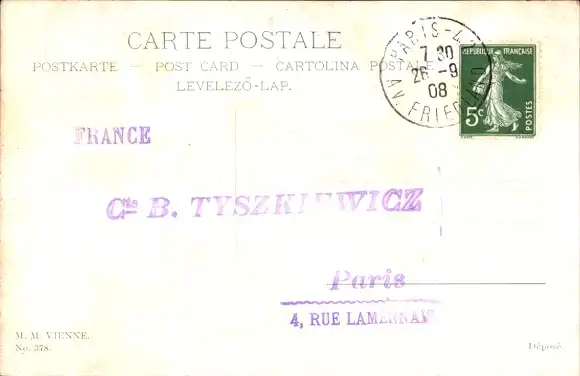 CARTE POSTALE
POSTKARTE — POST CARD — CARTOLINA POSTALE
LEVELEZŐ-LAP.
PARIS
7 30
26 -9
08
AV. FRIEDLAND
REPUBLIQUE FRANÇAISE
5c
POSTES
FRANCE
Cte B. TYSZKIEWICZ
Paris
4, RUE LAMENNAIS
M. M. VIENNE.
No. 378.
Déposé